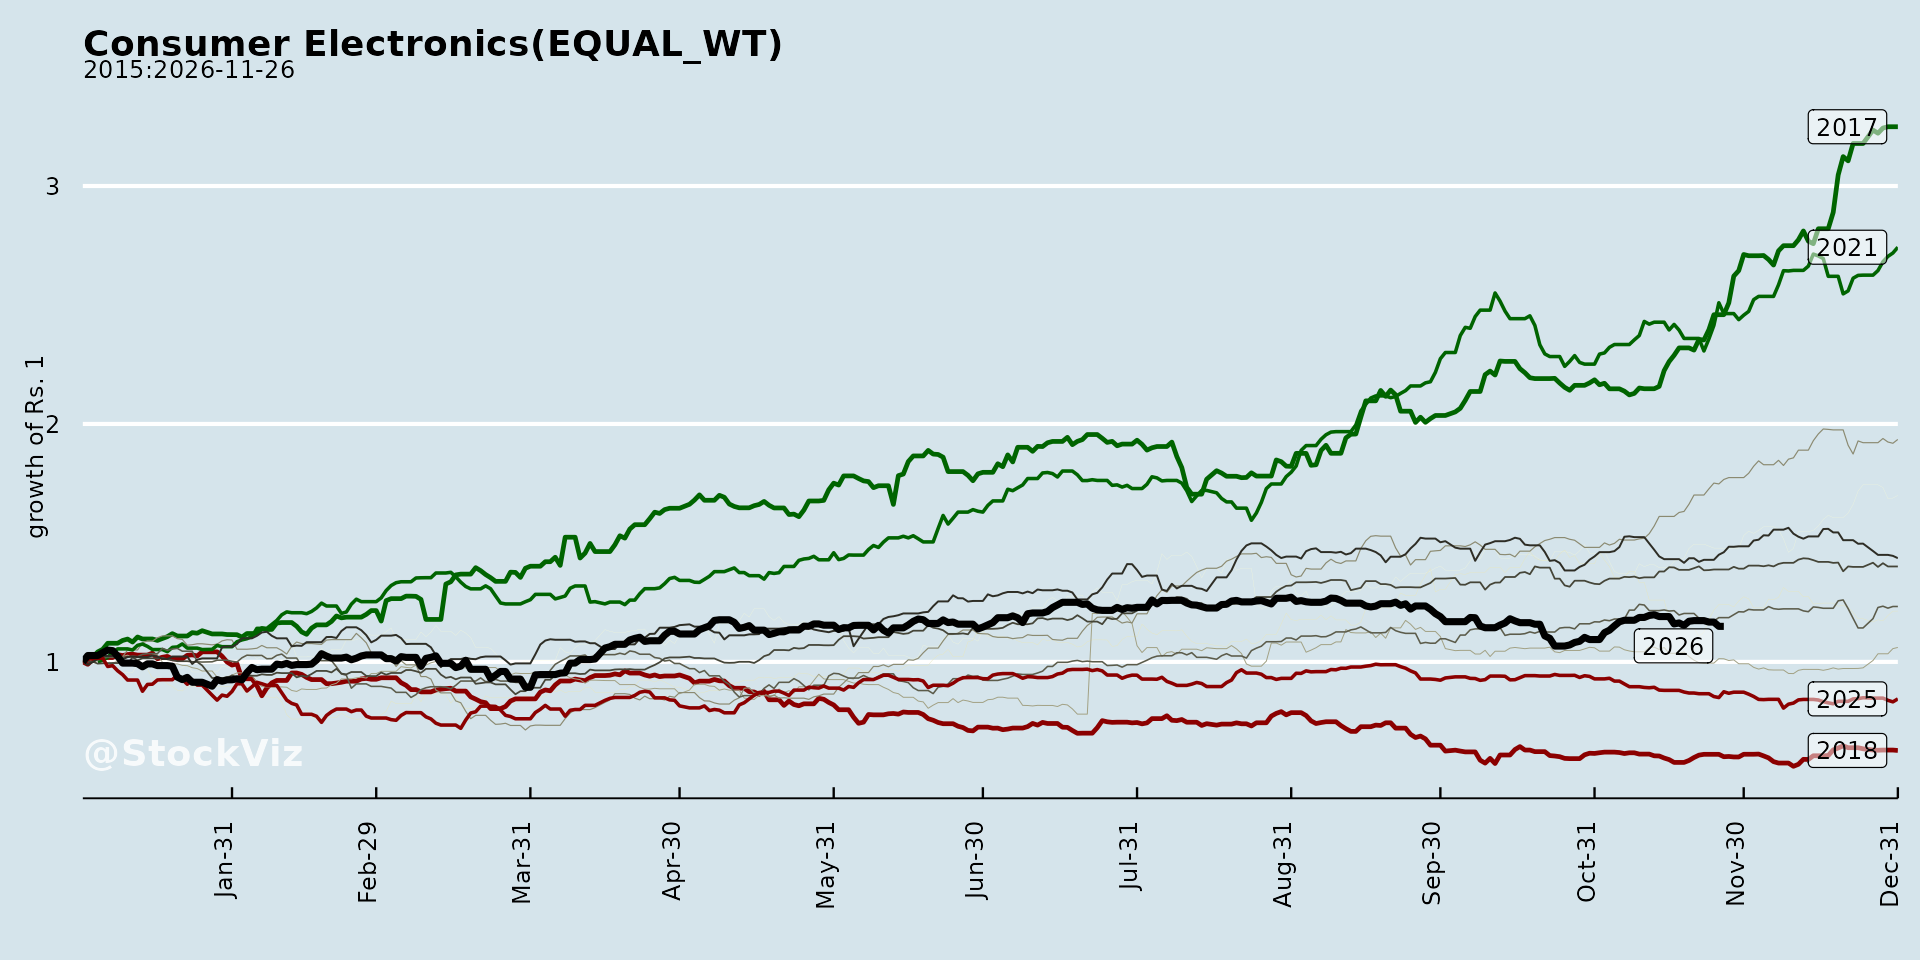 Consumer Electronics(EQUAL_WT)
2015:2026-11-26
2017
3
2021
growth of Rs. 1
2
1
2026
2025
2018
@StockViz
Jan-31
Feb-29
Mar-31
Apr-30
May-31
Jun-30
Jul-31
Aug-31
Sep-30
Oct-31
Nov-30
Dec-31